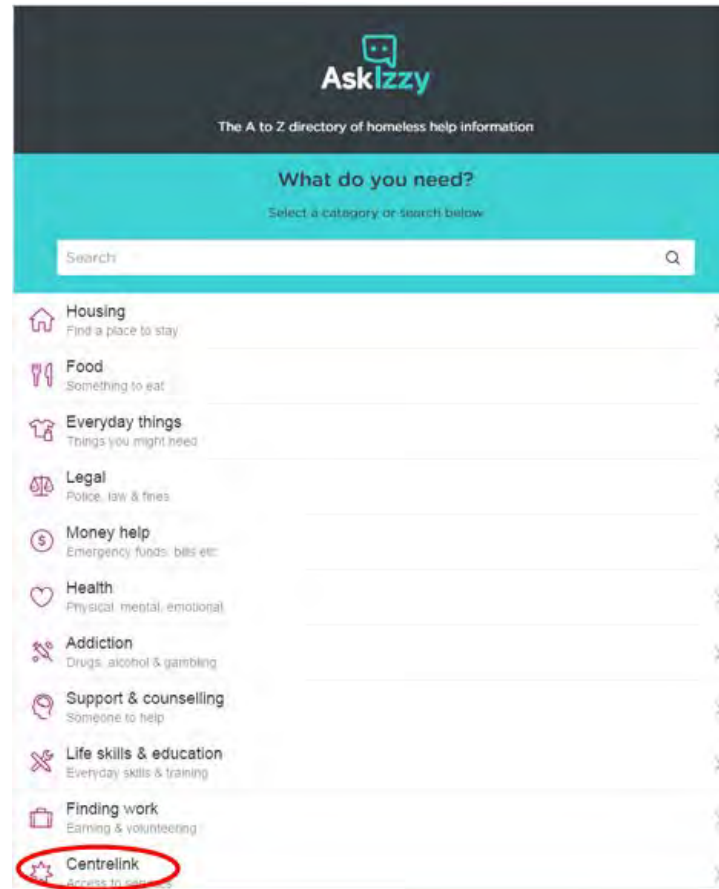 AskIzzy
The A to Z directory of homeless help information
What do you need?
Select a category or search below
Search
Housing
Find a place to stay
Food
Something to eat
Everyday things
Things you might need
Legal
Police, law & fines
Money help
Emergency funds, bills etc
Health
Physical, mental, emotional
Addiction
Drugs, alcohol & gambling
Support & counselling
Someone to help
Life skills & education
Everyday skills & training
Finding work
Earning & volunteering
Centrelink
Access to services